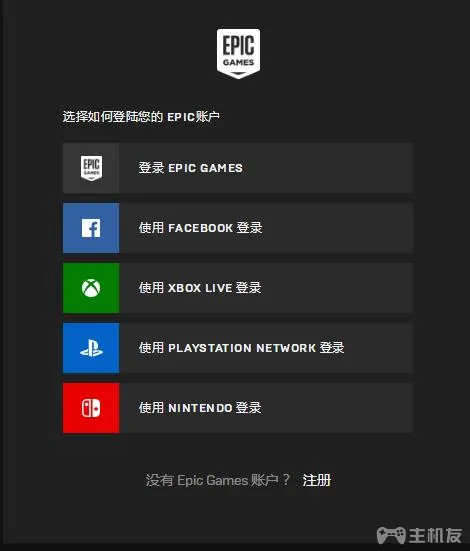 EPIC
GAMES
选择如何登陆您的 EPIC账户
EPIC
GAMES
登录 EPIC GAMES
使用 FACEBOOK 登录
使用 XBOX LIVE 登录
使用 PLAYSTATION NETWORK 登录
使用 NINTENDO 登录
没有 Epic Games 账户？ 注册
主机友